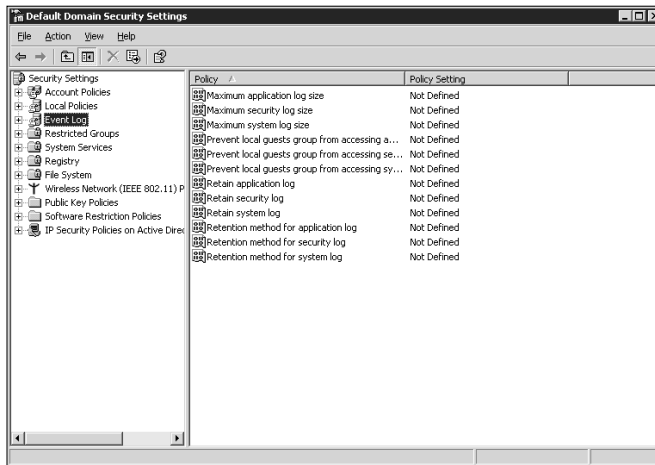 Default Domain Security Settings
File Action View Help
Security Settings
Account Policies
Local Policies
Event Log
Restricted Groups
System Services
Registry
File System
Wireless Network (IEEE 802.11) P
Public Key Policies
Software Restriction Policies
IP Security Policies on Active Direc
Policy Policy Setting
Maximum application log size Not Defined
Maximum security log size Not Defined
Maximum system log size Not Defined
Prevent local guests group from accessing a... Not Defined
Prevent local guests group from accessing se... Not Defined
Prevent local guests group from accessing sy... Not Defined
Retain application log Not Defined
Retain security log Not Defined
Retain system log Not Defined
Retention method for application log Not Defined
Retention method for security log Not Defined
Retention method for system log Not Defined